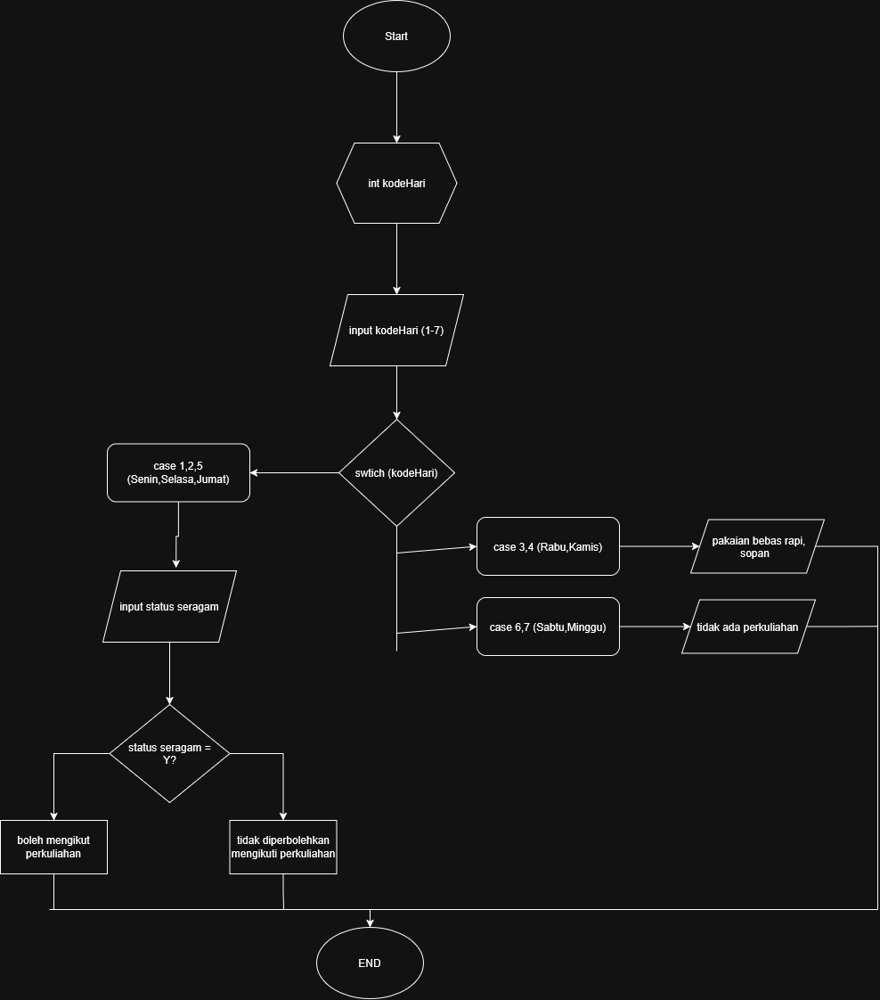 Start
int kodeHari
input kodeHari (1-7)
swtich (kodeHari)
case 1,2,5
(Senin,Selasa,Jumat)
case 3,4 (Rabu,Kamis)
pakaian bebas rapi,
sopan
input status seragam
case 6,7 (Sabtu,Minggu)
tidak ada perkuliahan
status seragam =
Y?
boleh mengikut
perkuliahan
tidak diperbolehkan
mengikuti perkuliahan
END